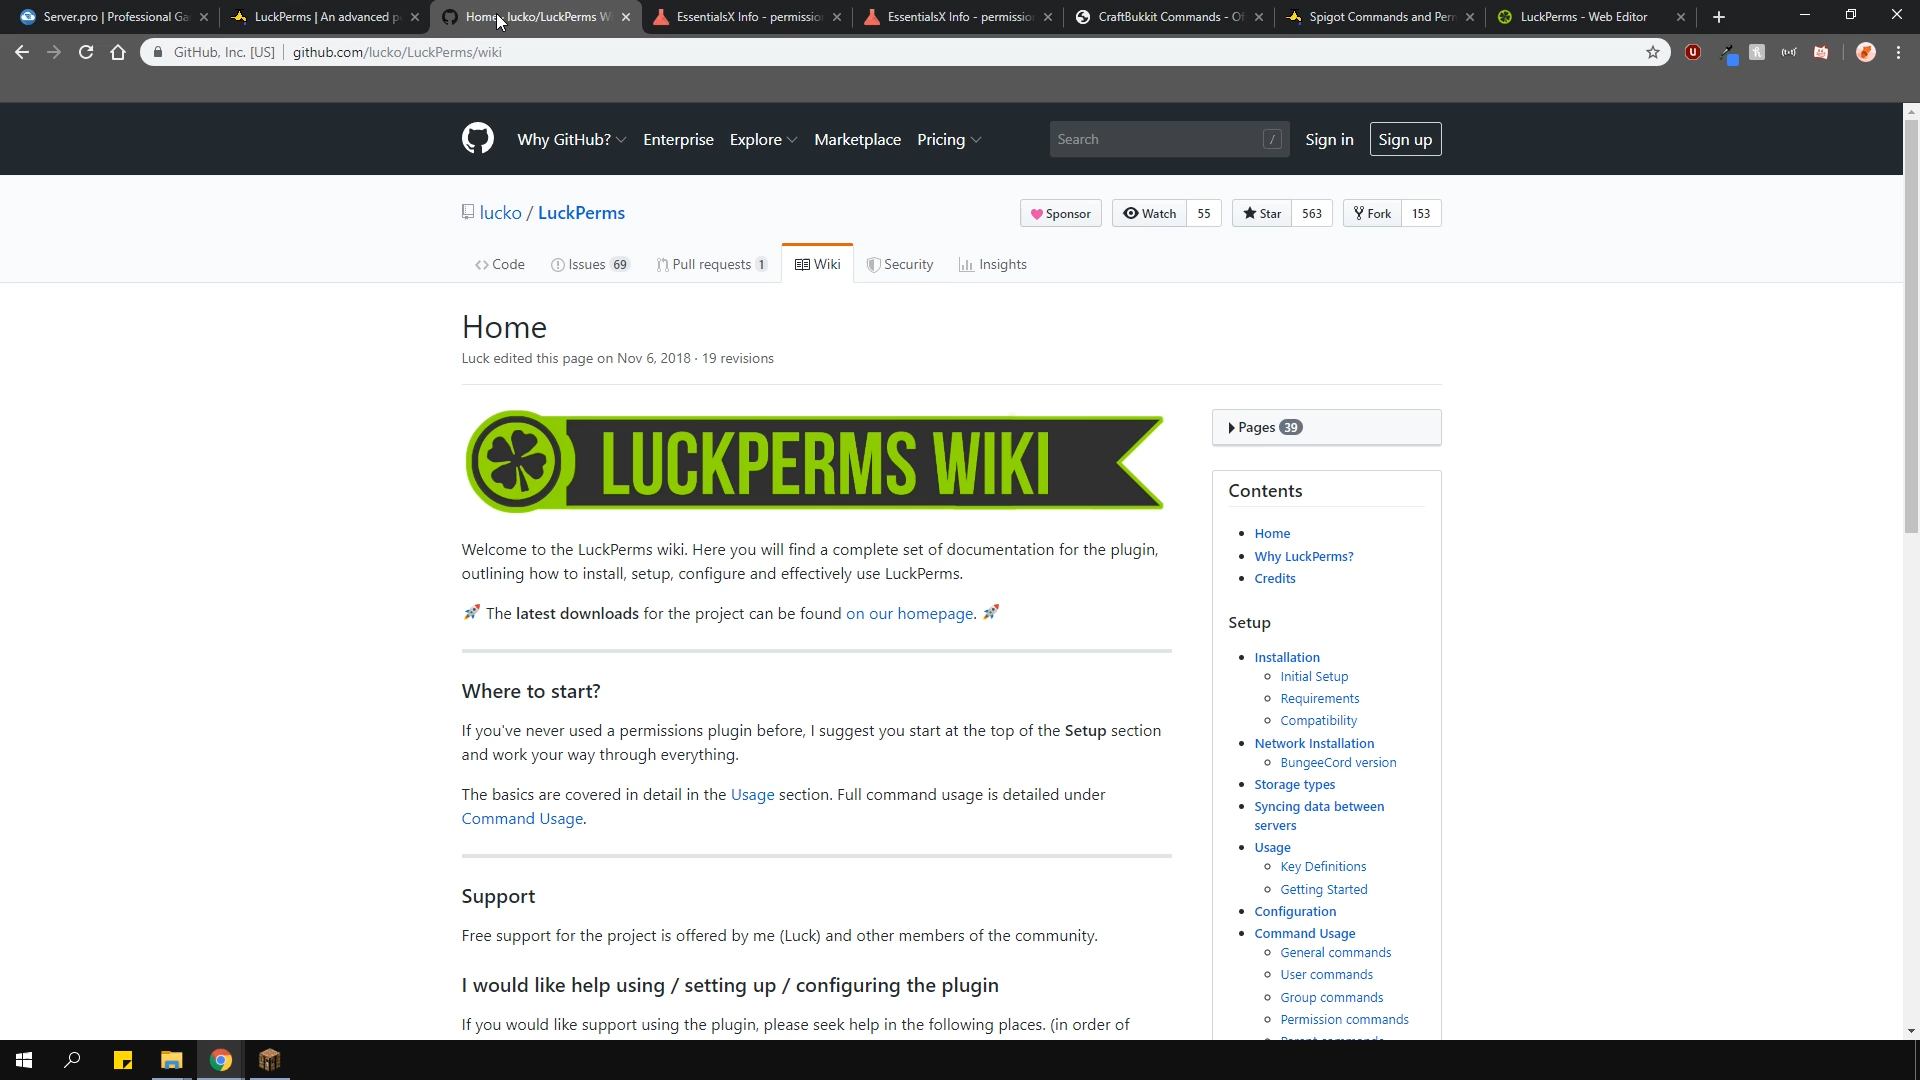 Server.pro | Professional Ga
LuckPerms | An advanced p
Home
lucko/LuckPerms W
EssentialsX Info - permissio
EssentialsX Info - permissio
CraftBukkit Commands - Of
Spigot Commands and Perm
LuckPerms - Web Editor
GitHub, Inc. [US] | github.com/lucko/LuckPerms/wiki
Why GitHub? Enterprise Explore Marketplace Pricing
Search /
Sign in
Sign up
lucko / LuckPerms
Sponsor
Watch 55
Star 563
Fork 153
<> Code
Issues 69
Pull requests 1
Wiki
Security
Insights
Home
Luck edited this page on Nov 6, 2018 · 19 revisions
LUCKPERMS WIKI
Welcome to the LuckPerms wiki. Here you will find a complete set of documentation for the plugin,
outlining how to install, setup, configure and effectively use LuckPerms.
🚀 The latest downloads for the project can be found on our homepage. 🚀
Where to start?
If you've never used a permissions plugin before, I suggest you start at the top of the Setup section
and work your way through everything.
The basics are covered in detail in the Usage section. Full command usage is detailed under
Command Usage.
Support
Free support for the project is offered by me (Luck) and other members of the community.
I would like help using / setting up / configuring the plugin
If you would like support using the plugin, please seek help in the following places. (in order of
Pages 39
Contents
Home
Why LuckPerms?
Credits
Setup
Installation
Initial Setup
Requirements
Compatibility
Network Installation
BungeeCord version
Storage types
Syncing data between
servers
Usage
Key Definitions
Getting Started
Configuration
Command Usage
General commands
User commands
Group commands
Permission commands